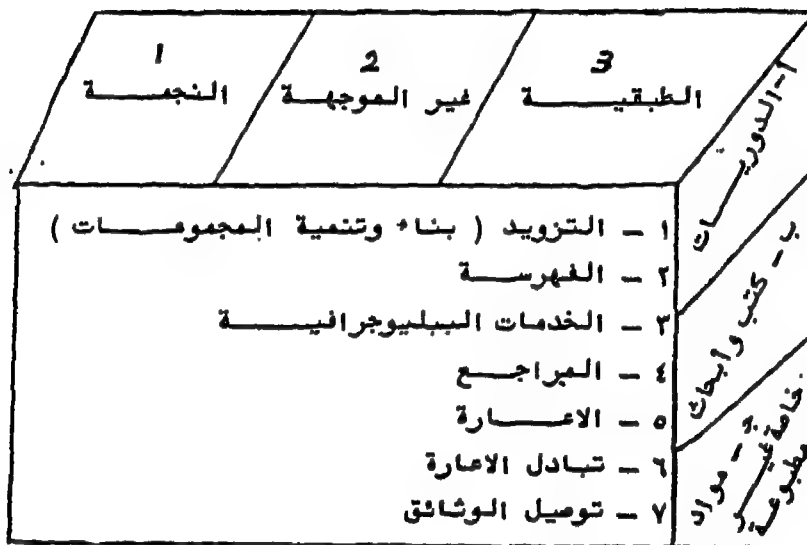 1
النجمة
2
غير الموجهة
3
الطبقية
أ - الدوريات
ب - كتب وأبحاث
ج - مواد
خاصة غير
مطبوعة
١ - التزويد ( بناء وتنمية المجموعات )
٢ - الفهرسة
٣ - الخدمات الببليوجرافية
٤ - المراجع
٥ - الاعارة
٦ - تبادل الاعارة
٧ - توصيل الوثائق